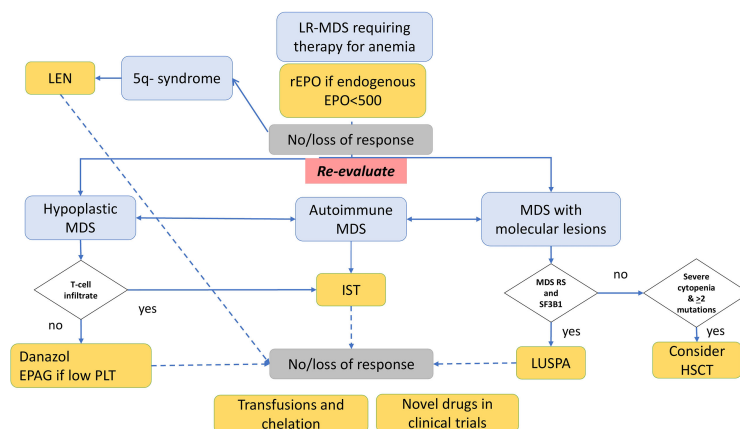 LR-MDS requiring
therapy for anemia
LEN
5q- syndrome
rEPO if endogenous
EPO<500
No/loss of response
Re-evaluate
Hypoplastic
MDS
Autoimmune
MDS
MDS with
molecular lesions
T-cell
infiltrate
yes
no
IST
MDS RS
and
SF3B1
no
yes
Severe
cytopenia
& ≥2
mutations
yes
Danazol
EPAG if low PLT
No/loss of response
LUSPA
Consider
HSCT
Transfusions and
chelation
Novel drugs in
clinical trials